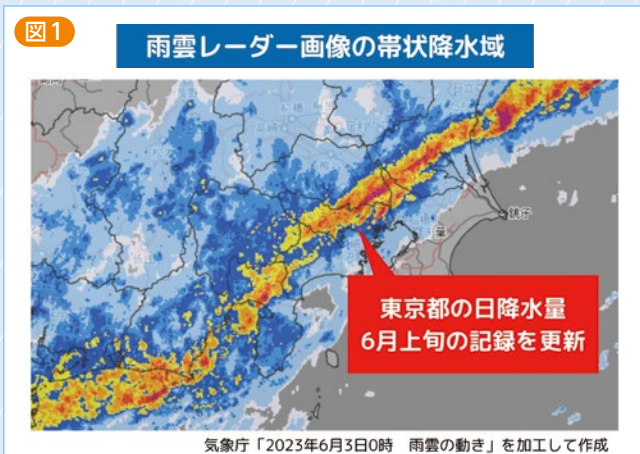 図1
雨雲レーダー画像の帯状降水域
銚子
東京都の日降水量
6月上旬の記録を更新
気象庁「2023年6月3日0時　雨雲の動き」を加工して作成